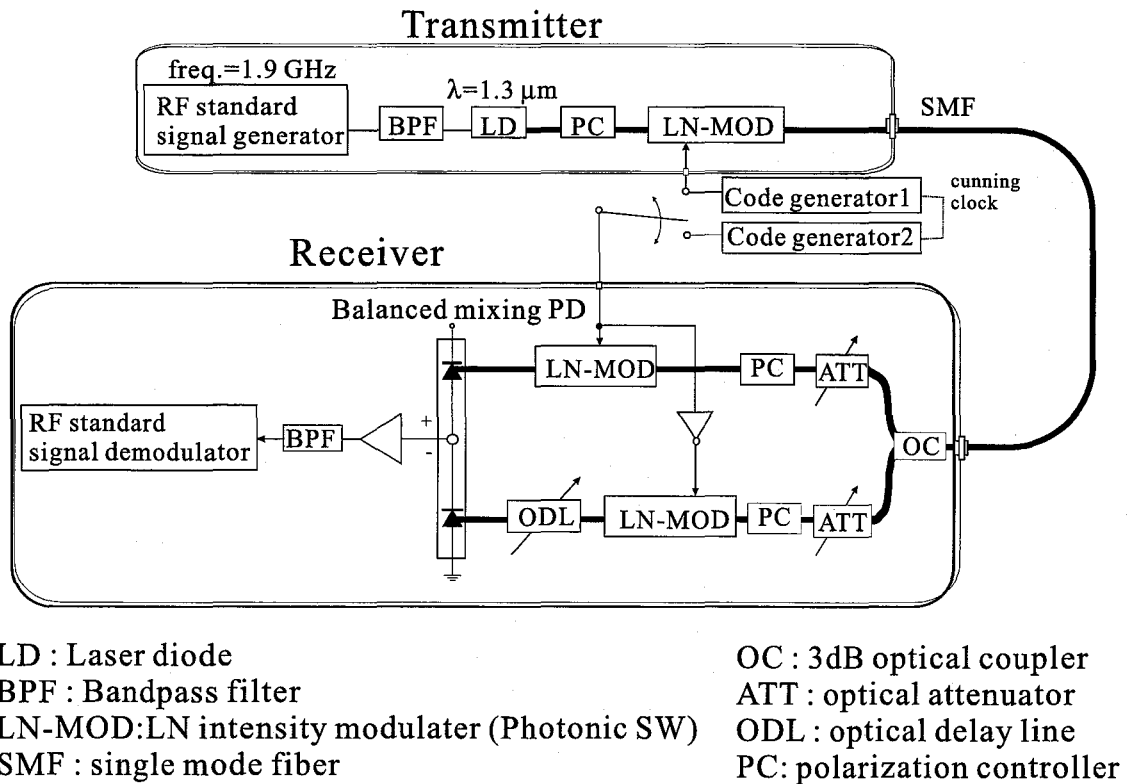 Transmitter
freq.=1.9 GHz
RF standard
signal generator
BPF
λ=1.3 μm
LD
PC
LN-MOD
SMF
Code generator1
Code generator2
cunning
clock
Receiver
Balanced mixing PD
LN-MOD
PC
ATT
RF standard
signal demodulator
BPF
+
-
OC
ODL
LN-MOD
PC
ATT
LD : Laser diode
BPF : Bandpass filter
LN-MOD:LN intensity modulater (Photonic SW)
SMF : single mode fiber
OC : 3dB optical coupler
ATT : optical attenuator
ODL : optical delay line
PC: polarization controller